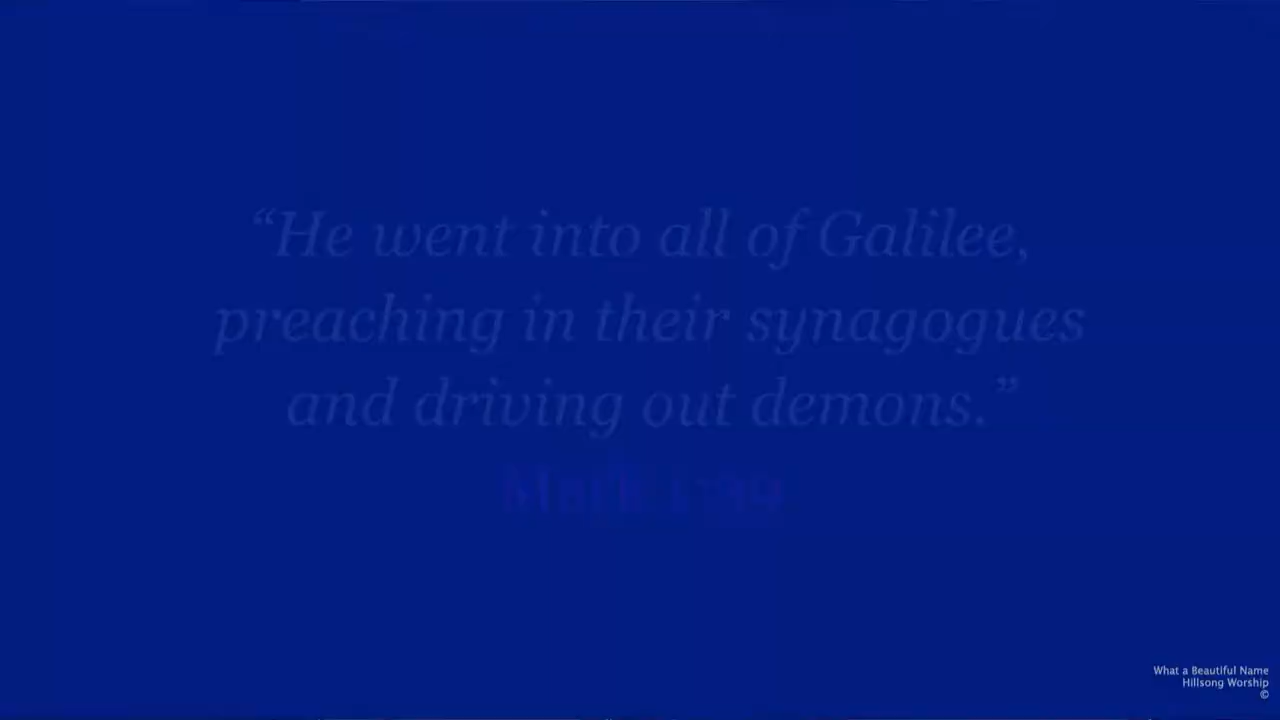 “He went into all of Galilee,
preaching in their synagogues
and driving out demons.”
What a Beautiful Name
Hillsong Worship
©